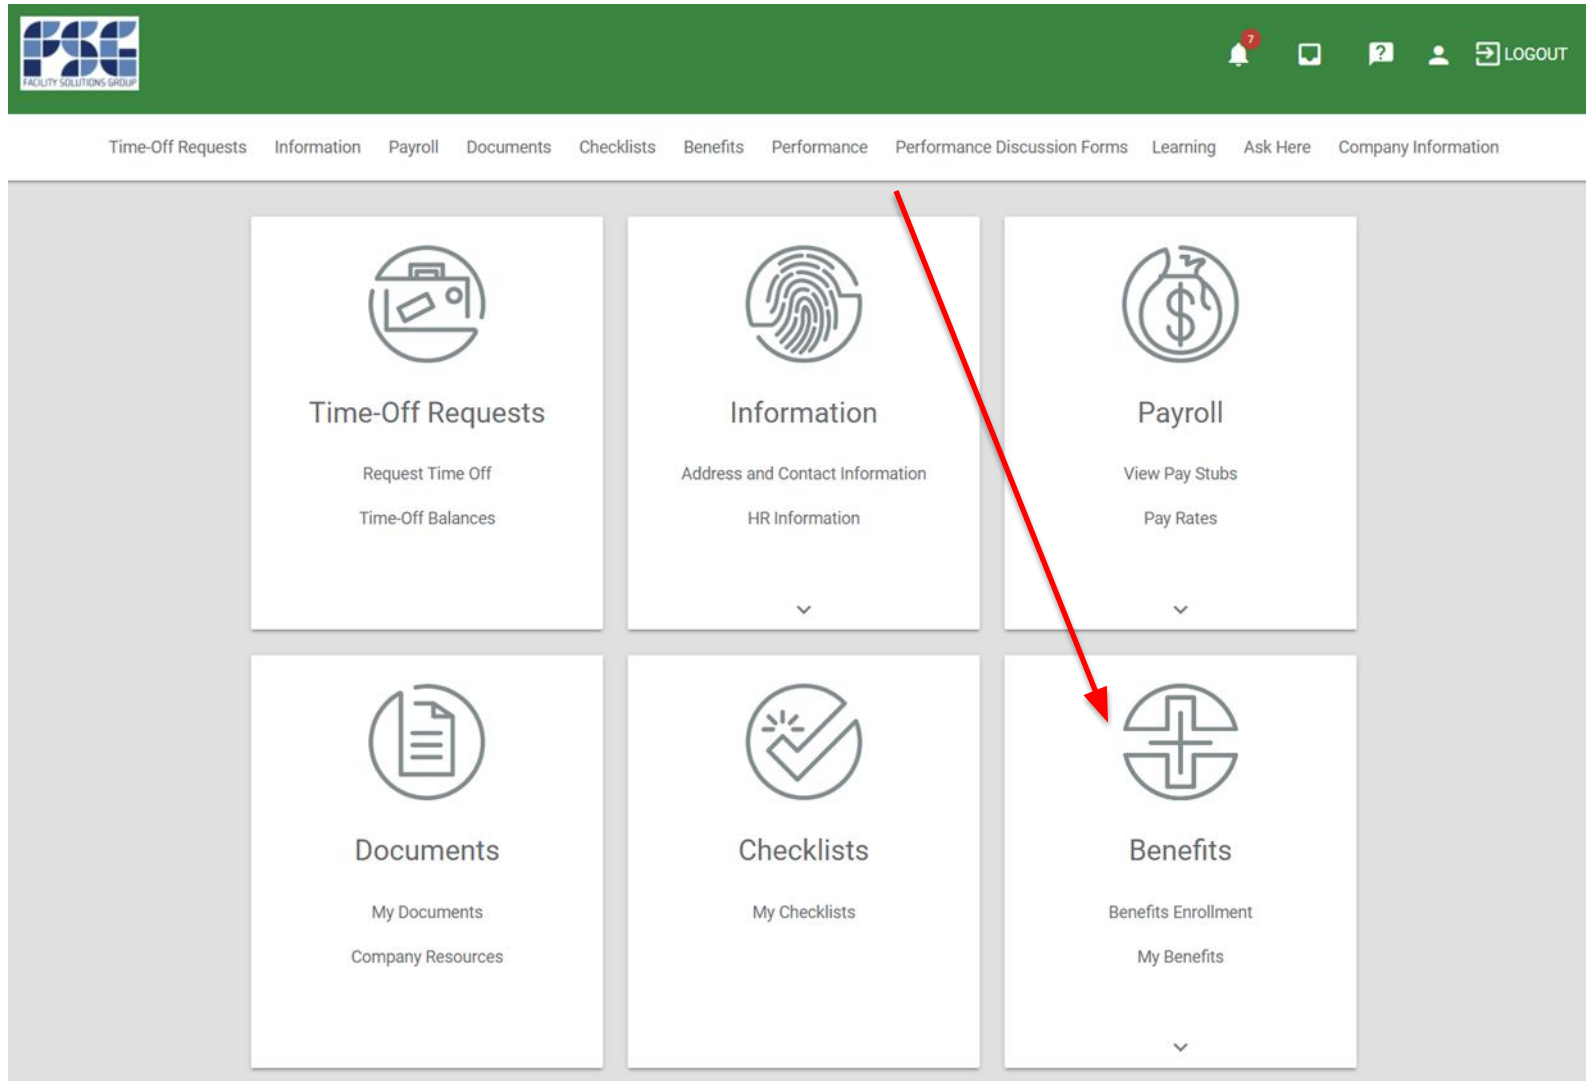 FSG
FACILITY SOLUTIONS GROUP
7
?
LOGOUT
Time-Off Requests Information Payroll Documents Checklists Benefits Performance Performance Discussion Forms Learning Ask Here Company Information
$
Time-Off Requests
Request Time Off
Time-Off Balances
Information
Address and Contact Information
HR Information
Payroll
View Pay Stubs
Pay Rates
Documents
My Documents
Company Resources
Checklists
My Checklists
Benefits
Benefits Enrollment
My Benefits